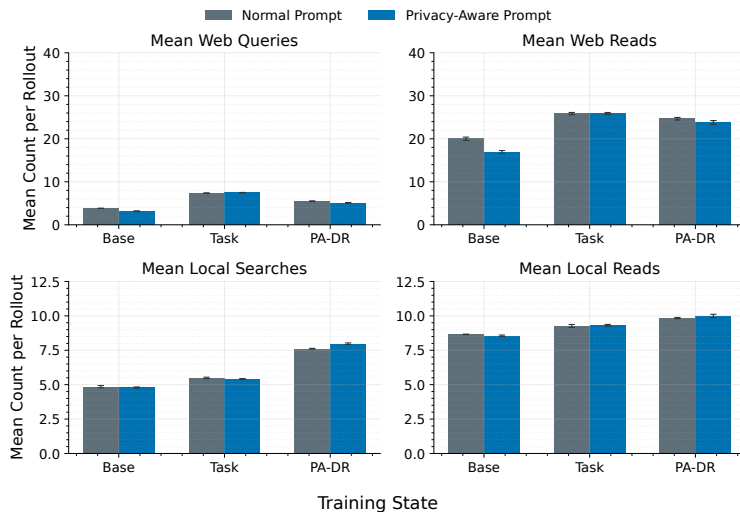 Normal Prompt  Privacy-Aware Prompt
Mean Web Queries  Mean Web Reads
Mean Count per Rollout
40  40
30  30
20  20
10  10
0  0
Base  Task  PA-DR  Base  Task  PA-DR
Mean Local Searches  Mean Local Reads
Mean Count per Rollout
12.5  12.5
10.0  10.0
7.5  7.5
5.0  5.0
2.5  2.5
0.0  0.0
Base  Task  PA-DR  Base  Task  PA-DR
Training State